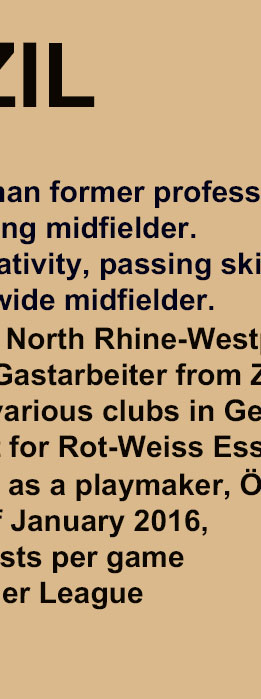 ZIL
man former profess
ng midfielder.
ativity, passing ski
wide midfielder.
North Rhine-West
Gastarbeiter from Z
various clubs in Ge
t for Rot-Weiss Ess
as a playmaker, Ö
f January 2016,
sts per game
er League